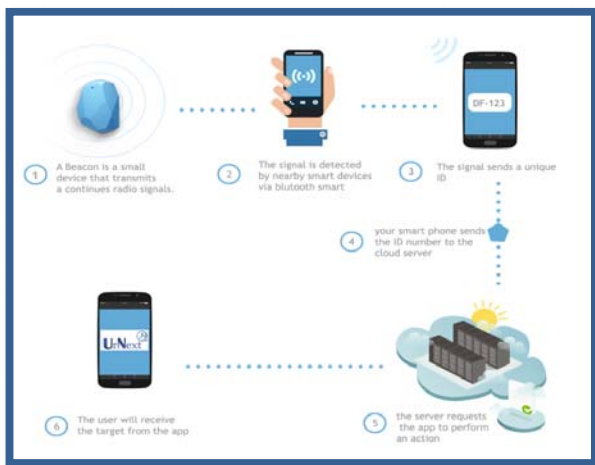 1
A Beacon is a small
device that transmits
a continues radio signals.
2
The signal is detected
by nearby smart devices
via blutooth smart
DF-123
3
The signal sends a unique
ID
4
your smart phone sends
the ID number to the
cloud server
5
the server requests
the app to perform
an action
UrNext
6
The user will receive
the target from the app